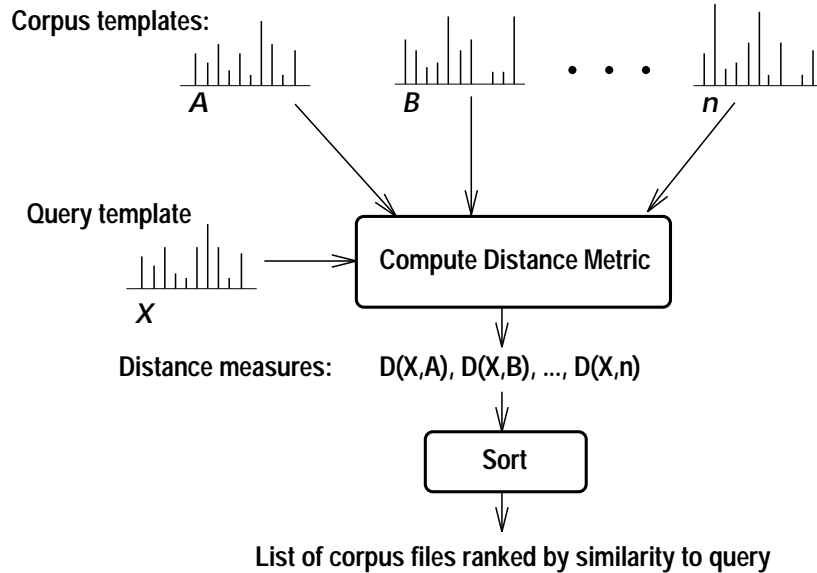 Corpus templates:
A
B
n
Query template
X
Compute Distance Metric
Distance measures: D(X,A), D(X,B), ..., D(X,n)
Sort
List of corpus files ranked by similarity to query